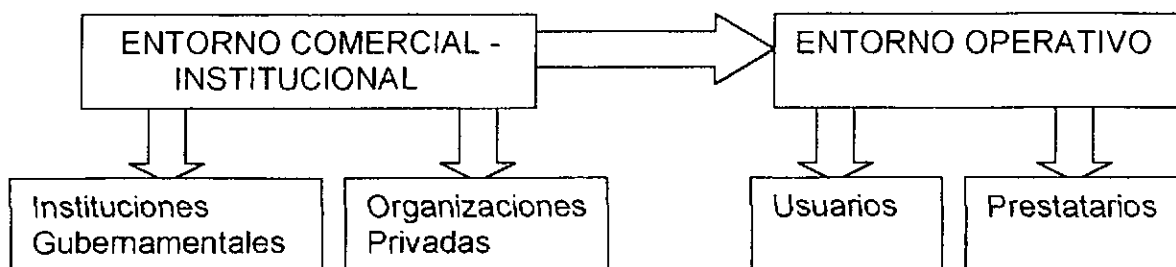 ENTORNO COMERCIAL -
INSTITUCIONAL
ENTORNO OPERATIVO
Instituciones
Gubernamentales
Organizaciones
Privadas
Usuarios
Prestatarios